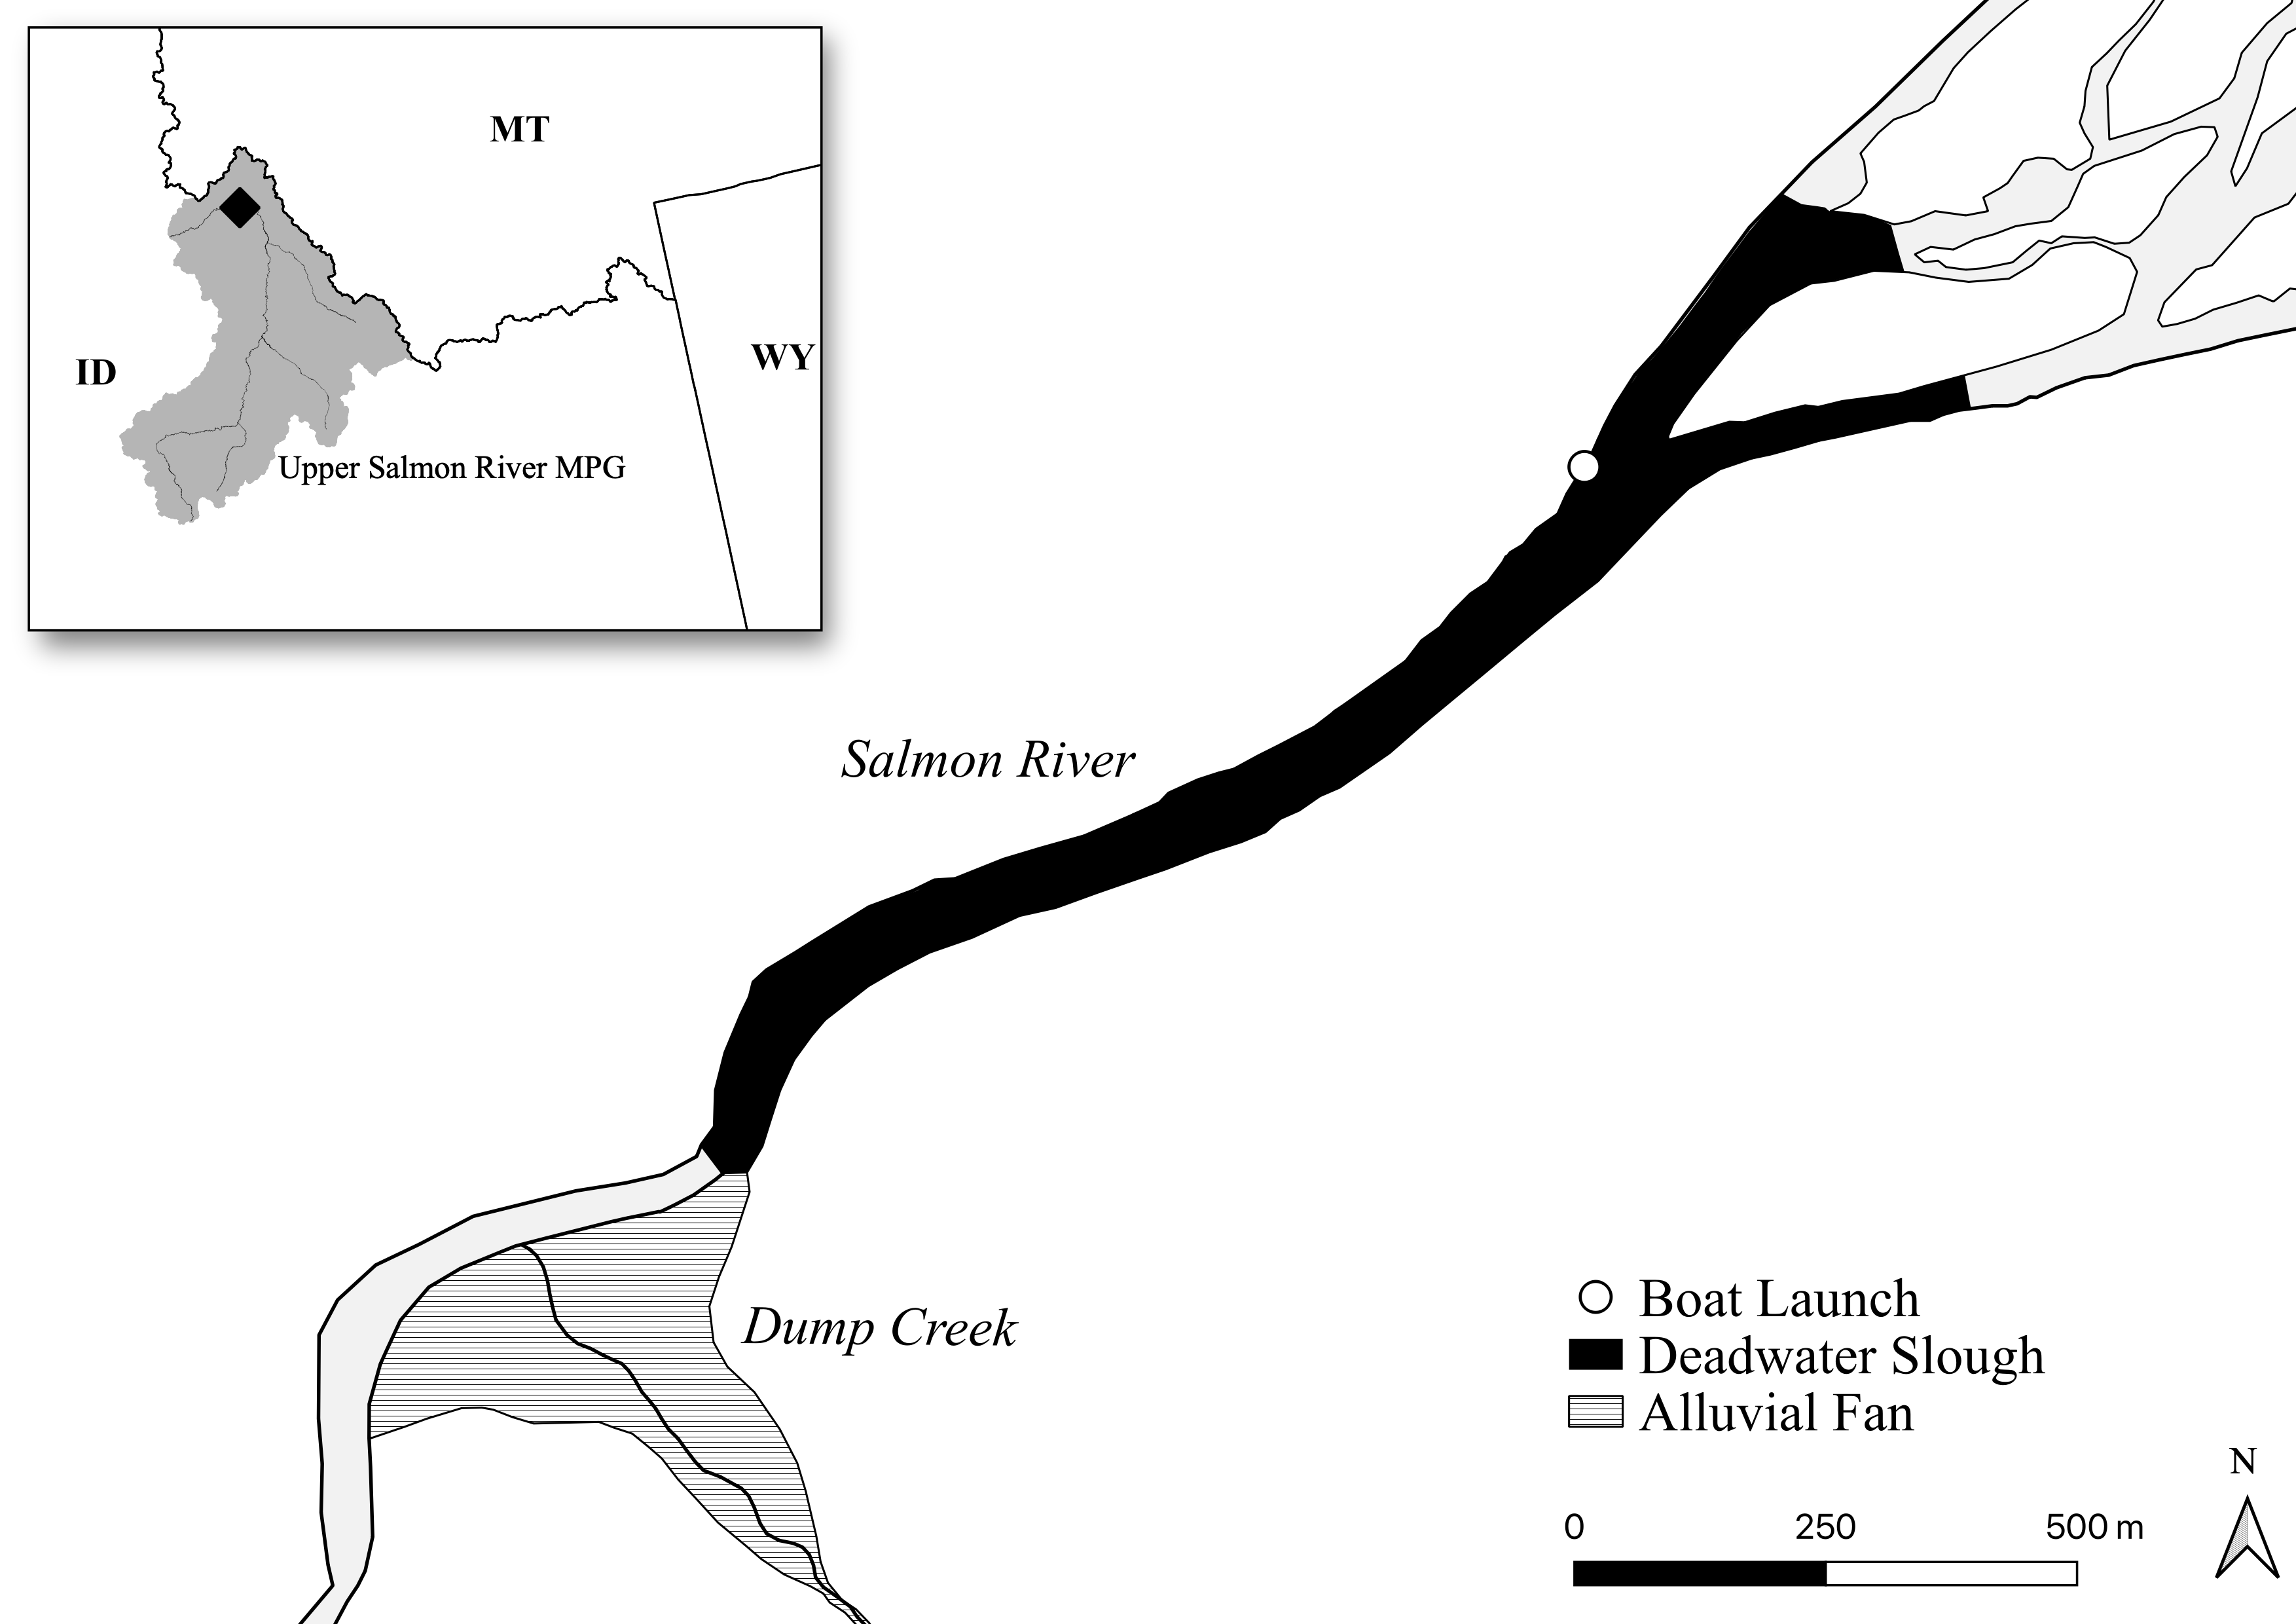 MT
ID
WY
Upper Salmon River MPG
Salmon River
Dump Creek
Boat Launch
Deadwater Slough
Alluvial Fan
N
0 250 500 m